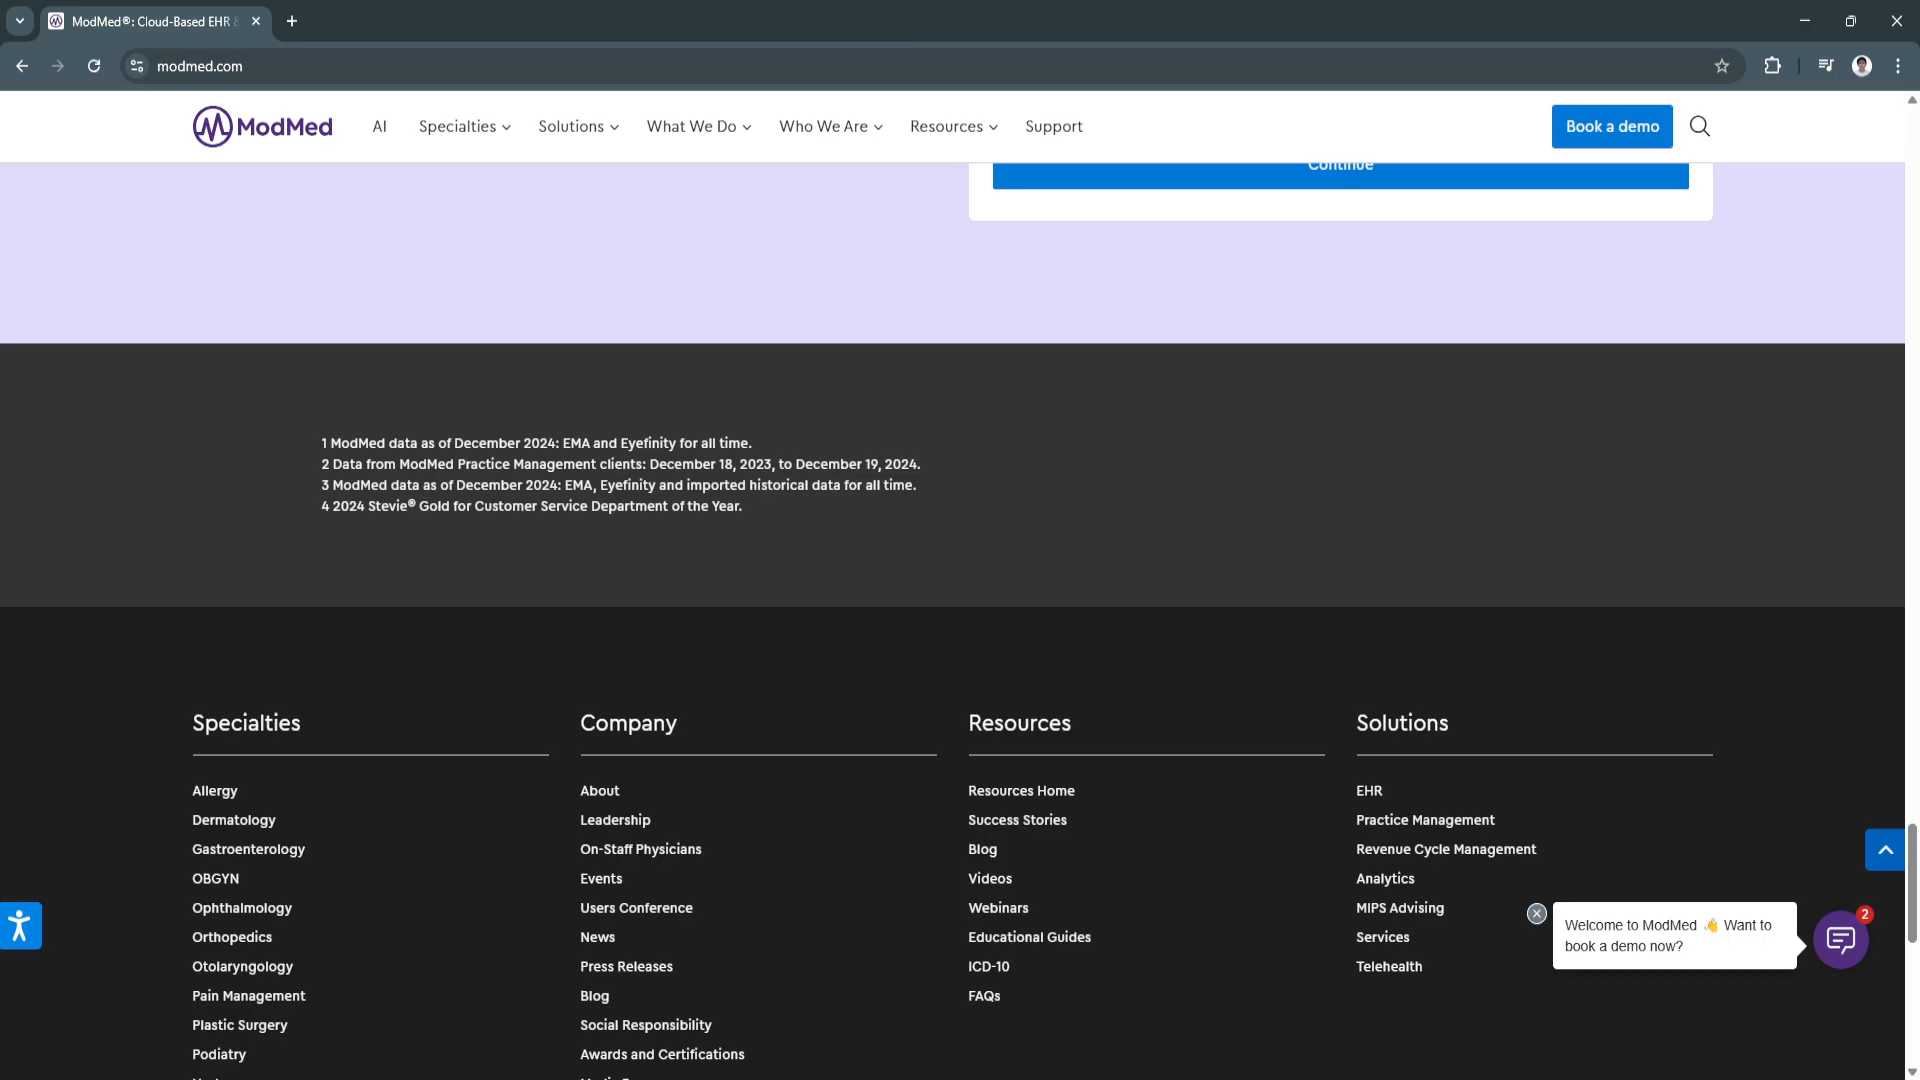 ModMed®: Cloud-Based EHR &
modmed.com
ModMed
AI
Specialties
Solutions
What We Do
Who We Are
Resources
Support
Book a demo
Continue
1 ModMed data as of December 2024: EMA and Eyefinity for all time.
2 Data from ModMed Practice Management clients: December 18, 2023, to December 19, 2024.
3 ModMed data as of December 2024: EMA, Eyefinity and imported historical data for all time.
4 2024 Stevie® Gold for Customer Service Department of the Year.
Specialties
Allergy
Dermatology
Gastroenterology
OBGYN
Ophthalmology
Orthopedics
Otolaryngology
Pain Management
Plastic Surgery
Podiatry
Company
About
Leadership
On-Staff Physicians
Events
Users Conference
News
Press Releases
Blog
Social Responsibility
Awards and Certifications
Resources
Resources Home
Success Stories
Blog
Videos
Webinars
Educational Guides
ICD-10
FAQs
Solutions
EHR
Practice Management
Revenue Cycle Management
Analytics
MIPS Advising
Services
Telehealth
Welcome to ModMed 👋 Want to
book a demo now?
2